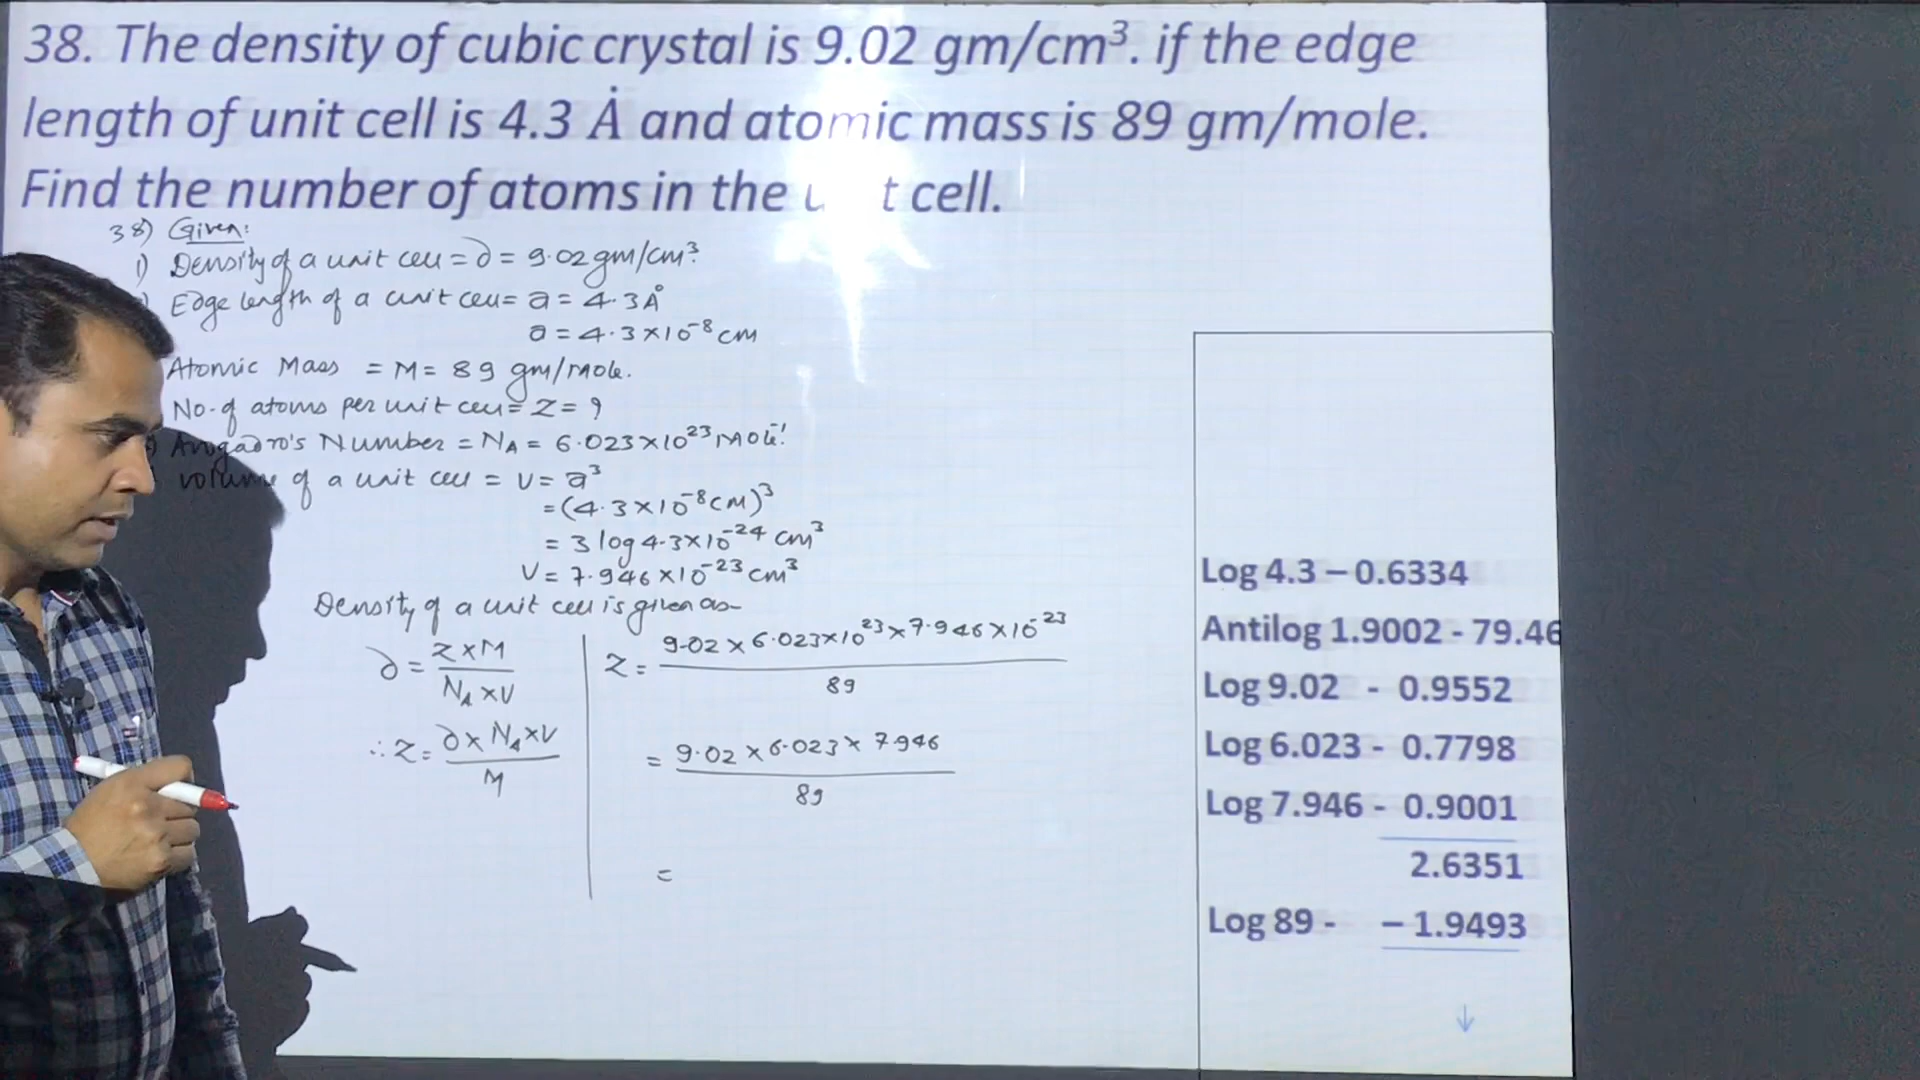 38. The density of cubic crystal is 9.02 gm/cm³. if the edge
length of unit cell is 4.3 Å and atomic mass is 89 gm/mole.
Find the number of atoms in the u t cell.
38) Given:
1) Density of a unit cell = ∂ = 9.02 gm/cm³
Edge length of a unit cell = a = 4.3 Å
a = 4.3 × 10⁻⁸ cm
Atomic Mass = M = 89 gm/mole.
No. of atoms per unit cell = Z = ?
Avogadro's Number = N_A = 6.023 × 10²³ Mole⁻¹
volume of a unit cell = V = a³
= (4.3 × 10⁻⁸ cm)³
= 3 log 4.3 × 10⁻²⁴ cm³
V = 7.946 × 10⁻²³ cm³
Density of a unit cell is given as-
∂ = Z × M / N_A × V
∴ Z = ∂ × N_A × V / M
Z = 9.02 × 6.023 × 10²³ × 7.946 × 10⁻²³ / 89
= 9.02 × 6.023 × 7.946 / 89
=
Log 4.3 – 0.6334
Antilog 1.9002 - 79.46
Log 9.02 - 0.9552
Log 6.023 - 0.7798
Log 7.946 - 0.9001
2.6351
Log 89 - – 1.9493
↓